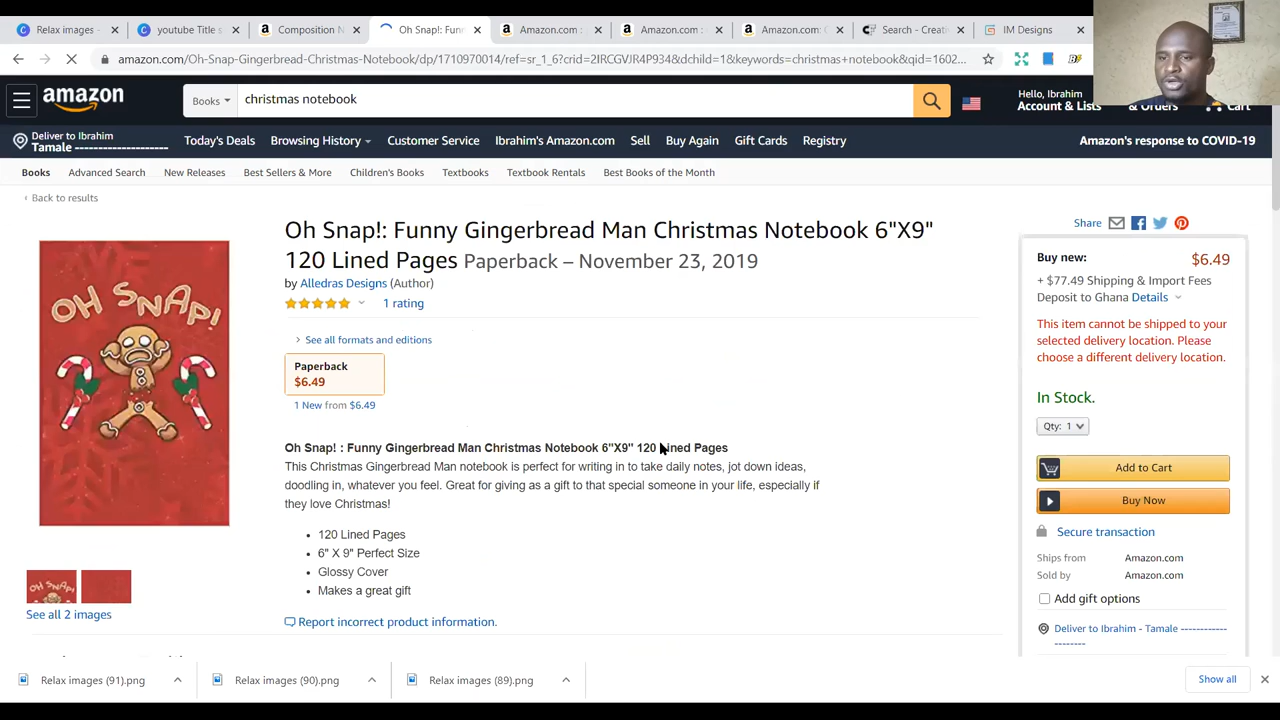 Relax images -
youtube Title s
Composition N
Oh Snap!: Funn
Amazon.com :
Amazon.com :
Amazon.com:
Search - Creati
IM Designs
amazon.com/Oh-Snap-Gingerbread-Christmas-Notebook/dp/1710970014/ref=sr_1_6?crid=2IRCGVJR4P934&dchild=1&keywords=christmas+notebook&qid=1602...
amazon
Books
christmas notebook
Hello, Ibrahim
Account & Lists
& Orders
Cart
Deliver to Ibrahim
Tamale --------------------
Today's Deals
Browsing History
Customer Service
Ibrahim's Amazon.com
Sell
Buy Again
Gift Cards
Registry
Amazon's response to COVID-19
Books
Advanced Search
New Releases
Best Sellers & More
Children's Books
Textbooks
Textbook Rentals
Best Books of the Month
‹ Back to results
Oh Snap!: Funny Gingerbread Man Christmas Notebook 6"X9"
120 Lined Pages Paperback – November 23, 2019
by Alledras Designs (Author)
1 rating
See all formats and editions
Paperback
$6.49
1 New from $6.49
Oh Snap! : Funny Gingerbread Man Christmas Notebook 6"X9" 120 Lined Pages
This Christmas Gingerbread Man notebook is perfect for writing in to take daily notes, jot down ideas,
doodling in, whatever you feel. Great for giving as a gift to that special someone in your life, especially if
they love Christmas!
• 120 Lined Pages
• 6" X 9" Perfect Size
• Glossy Cover
• Makes a great gift
Report incorrect product information.
OH SNAP!
OH SNAP!
See all 2 images
Share
Buy new:
$6.49
+ $77.49 Shipping & Import Fees
Deposit to Ghana Details
This item cannot be shipped to your
selected delivery location. Please
choose a different delivery location.
In Stock.
Qty: 1
Add to Cart
Buy Now
Secure transaction
Ships from
Amazon.com
Sold by
Amazon.com
Add gift options
Deliver to Ibrahim - Tamale ------------
--------
Relax images (91).png
Relax images (90).png
Relax images (89).png
Show all